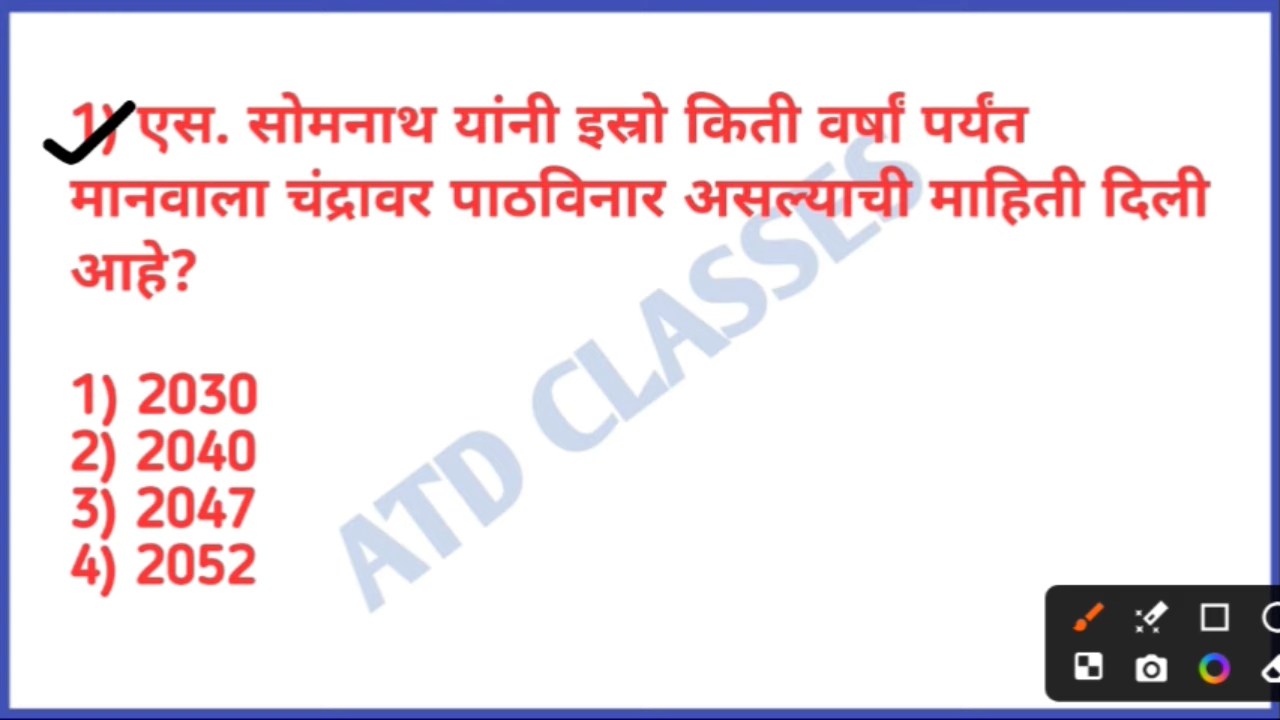 1) एस. सोमनाथ यांनी इस्रो किती वर्षां पर्यंत
मानवाला चंद्रावर पाठविनार असल्याची माहिती दिली
आहे?
1) 2030
2) 2040
3) 2047
4) 2052
ATD CLASSES